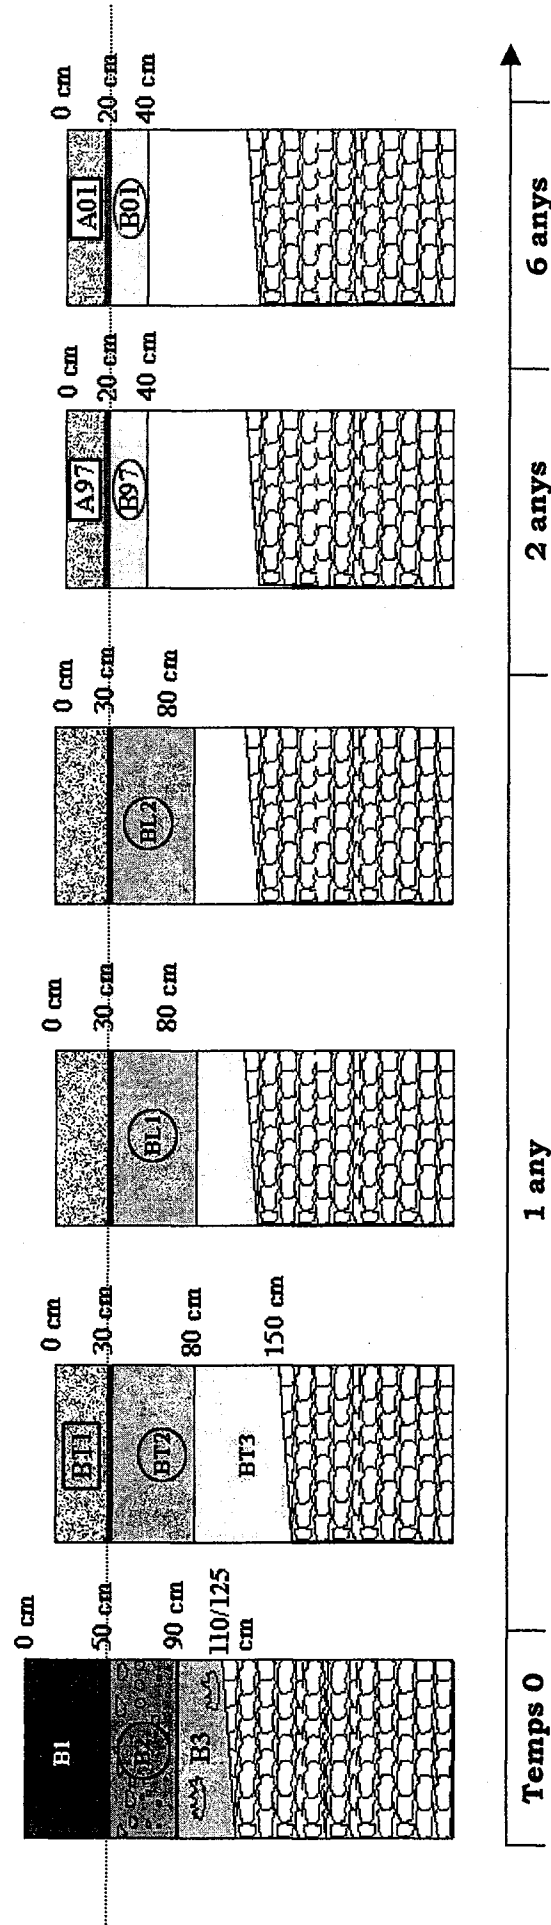 0 cm
B1
50 cm
B2
90 cm
B3
110/125 cm
0 cm
BT1
30 cm
BT2
80 cm
BT3
150 cm
0 cm
30 cm
BL1
80 cm
0 cm
30 cm
BL2
80 cm
0 cm
A97
20 cm
B97
40 cm
0 cm
A01
20 cm
B01
40 cm
Temps 0
1 any
2 anys
6 anys